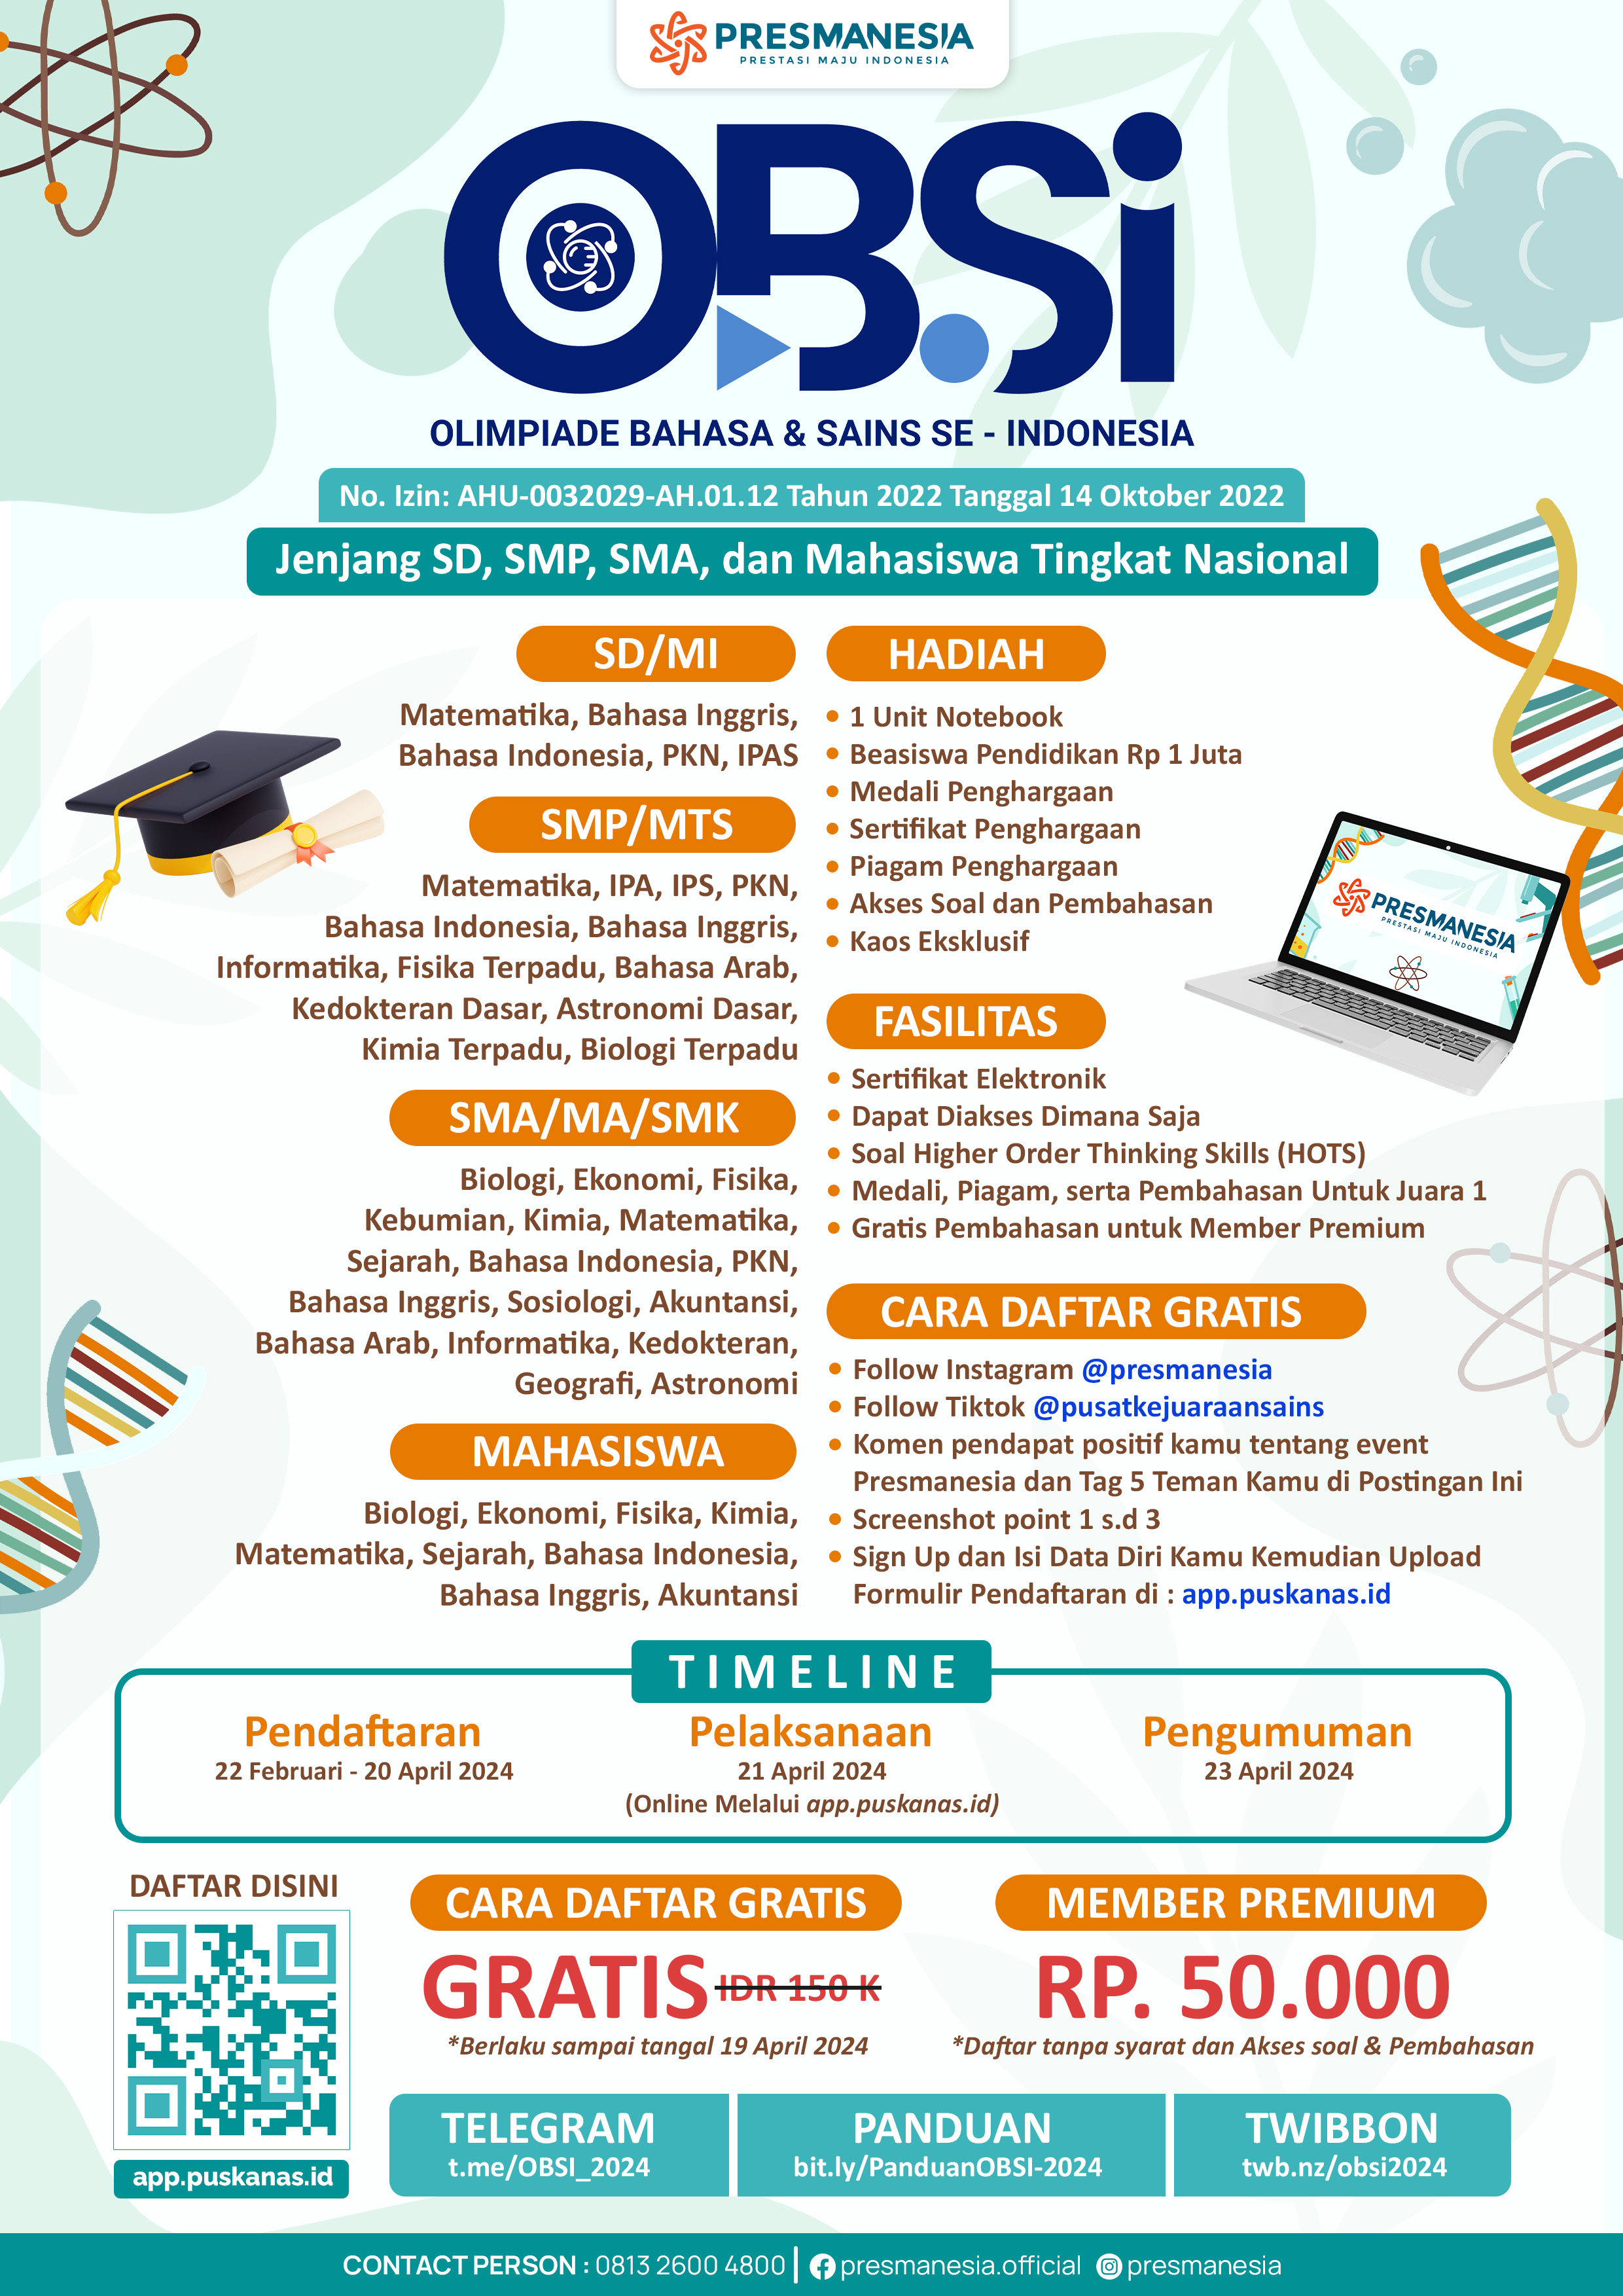 PRESMANESIA
PRESTASI MAJU INDONESIA
OBSi
OLIMPIADE BAHASA & SAINS SE - INDONESIA
No. Izin: AHU-0032029-AH.01.12 Tahun 2022 Tanggal 14 Oktober 2022
Jenjang SD, SMP, SMA, dan Mahasiswa Tingkat Nasional
SD/MI
Matematika, Bahasa Inggris,
Bahasa Indonesia, PKN, IPAS
SMP/MTS
Matematika, IPA, IPS, PKN,
Bahasa Indonesia, Bahasa Inggris,
Informatika, Fisika Terpadu, Bahasa Arab,
Kedokteran Dasar, Astronomi Dasar,
Kimia Terpadu, Biologi Terpadu
SMA/MA/SMK
Biologi, Ekonomi, Fisika,
Kebumian, Kimia, Matematika,
Sejarah, Bahasa Indonesia, PKN,
Bahasa Inggris, Sosiologi, Akuntansi,
Bahasa Arab, Informatika, Kedokteran,
Geografi, Astronomi
MAHASISWA
Biologi, Ekonomi, Fisika, Kimia,
Matematika, Sejarah, Bahasa Indonesia,
Bahasa Inggris, Akuntansi
HADIAH
• 1 Unit Notebook
• Beasiswa Pendidikan Rp 1 Juta
• Medali Penghargaan
• Sertifikat Penghargaan
• Piagam Penghargaan
• Akses Soal dan Pembahasan
• Kaos Eksklusif
PRESMANESIA
PRESTASI MAJU INDONESIA
FASILITAS
• Sertifikat Elektronik
• Dapat Diakses Dimana Saja
• Soal Higher Order Thinking Skills (HOTS)
• Medali, Piagam, serta Pembahasan Untuk Juara 1
• Gratis Pembahasan untuk Member Premium
CARA DAFTAR GRATIS
• Follow Instagram @presmanesia
• Follow Tiktok @pusatkejuaraansains
• Komen pendapat positif kamu tentang event
Presmanesia dan Tag 5 Teman Kamu di Postingan Ini
• Screenshot point 1 s.d 3
• Sign Up dan Isi Data Diri Kamu Kemudian Upload
Formulir Pendaftaran di : app.puskanas.id
TIMELINE
Pendaftaran
22 Februari - 20 April 2024
Pelaksanaan
21 April 2024
(Online Melalui app.puskanas.id)
Pengumuman
23 April 2024
DAFTAR DISINI
app.puskanas.id
CARA DAFTAR GRATIS
GRATIS IDR 150 K
*Berlaku sampai tangal 19 April 2024
MEMBER PREMIUM
RP. 50.000
*Daftar tanpa syarat dan Akses soal & Pembahasan
TELEGRAM
t.me/OBSI_2024
PANDUAN
bit.ly/PanduanOBSI-2024
TWIBBON
twb.nz/obsi2024
CONTACT PERSON : 0813 2600 4800 | presmanesia.official presmanesia